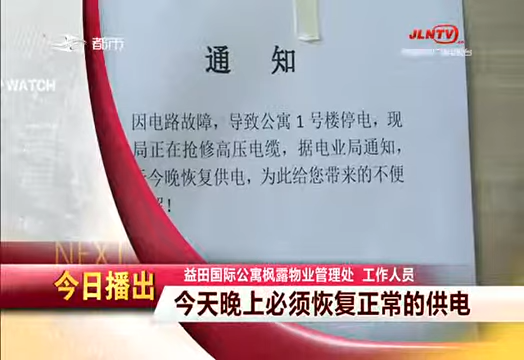 都市
JLNTV
通知
WATCH
因电路故障，导致公寓1号楼停电，现
局正在抢修高压电缆，据电业局通知，
今晚恢复供电，为此给您带来的不便
！
NEXT
今日播出
益田国际公寓枫露物业管理处 工作人员
今天晚上必须恢复正常的供电